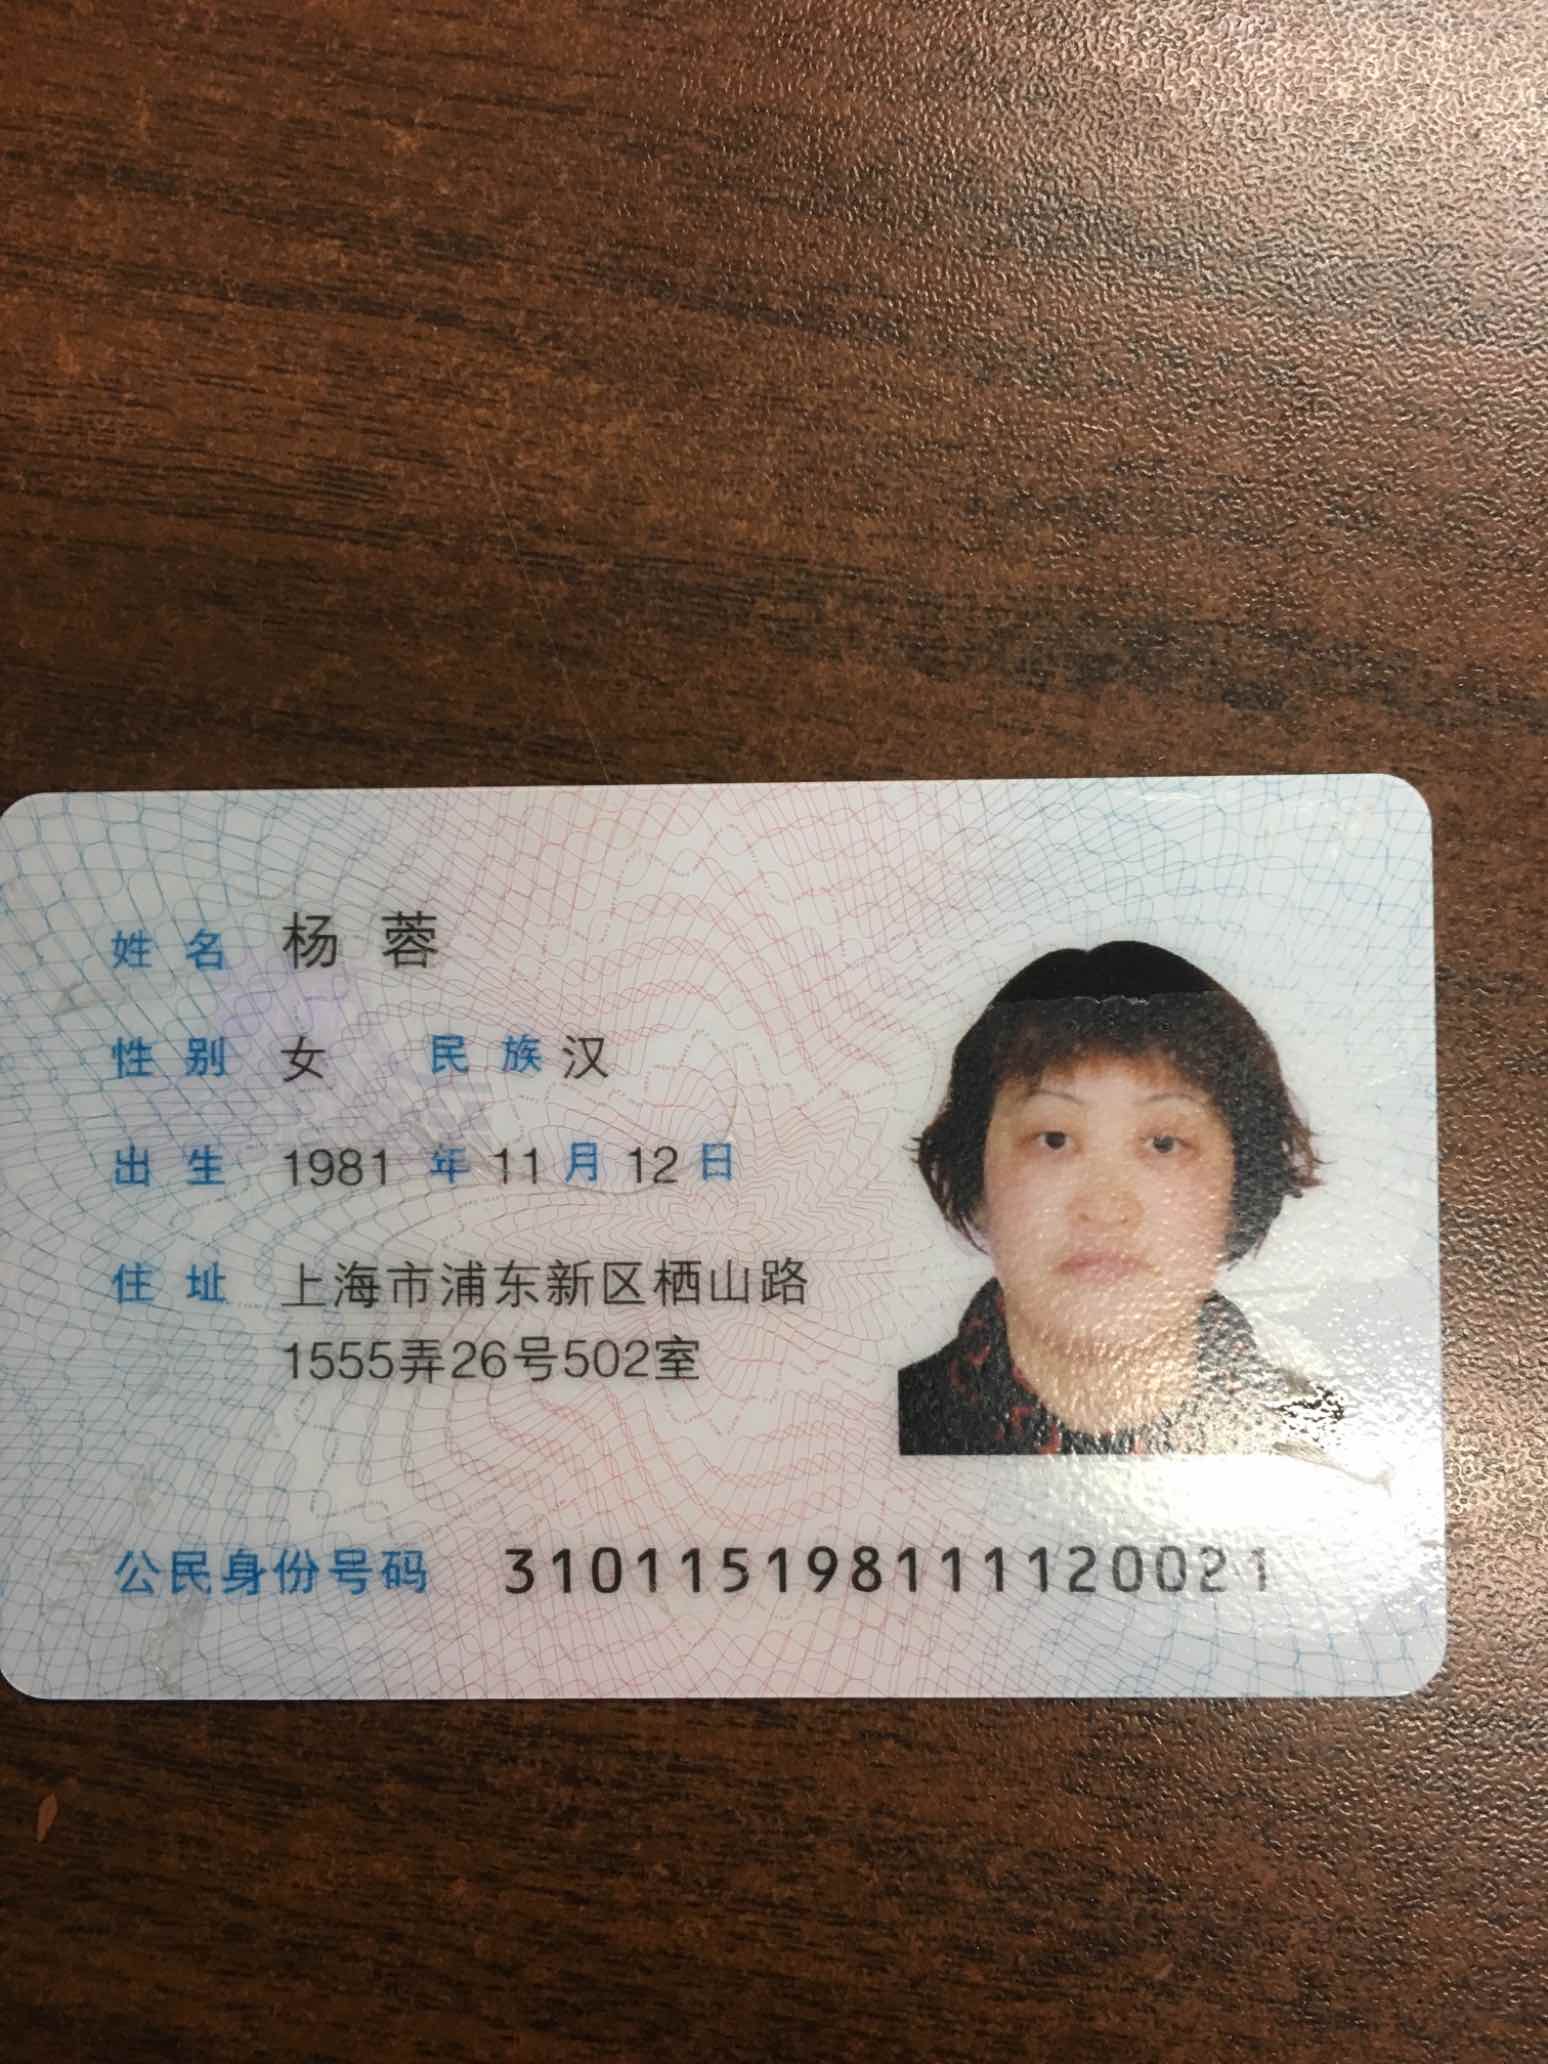 姓名 杨蓉
性别 女 民族 汉
出生 1981 年 11 月 12 日
住址 上海市浦东新区栖山路
1555弄26号502室
公民身份号码 310115198111120021